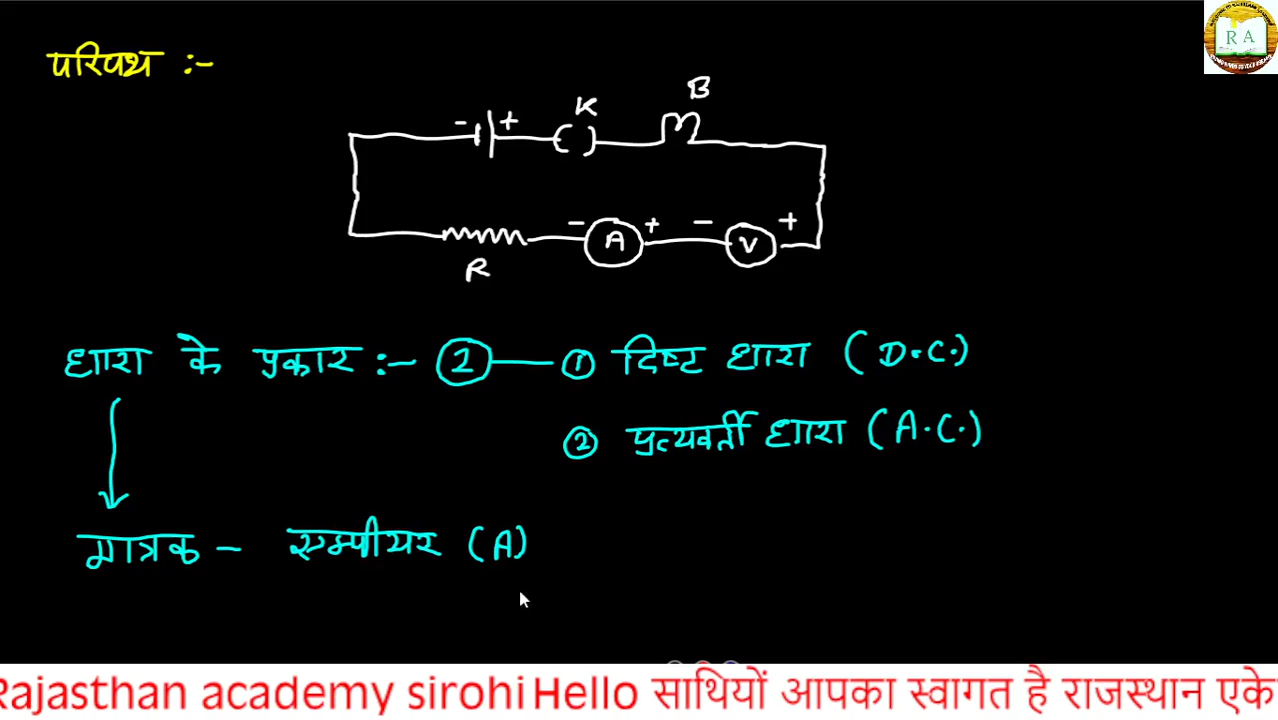 परिपथ :-
- + K B
R - A + - V +
धारा के प्रकार :- 2 — 1 दिष्ट धारा (D.C.)
2 प्रत्यवर्ती धारा (A.C.)
मात्रक - एम्पीयर (A)
R A
Rajasthan academy sirohi Hello साथियों आपका स्वागत है राजस्थान एके